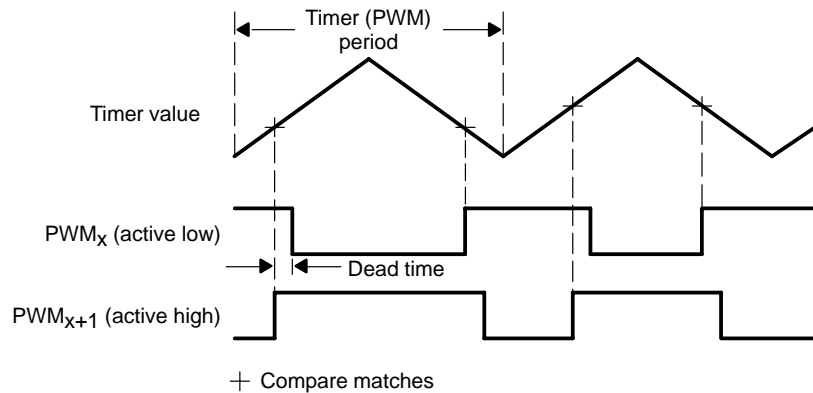 Timer (PWM)
period
Timer value
PWMx (active low)
Dead time
PWMx+1 (active high)
+ Compare matches